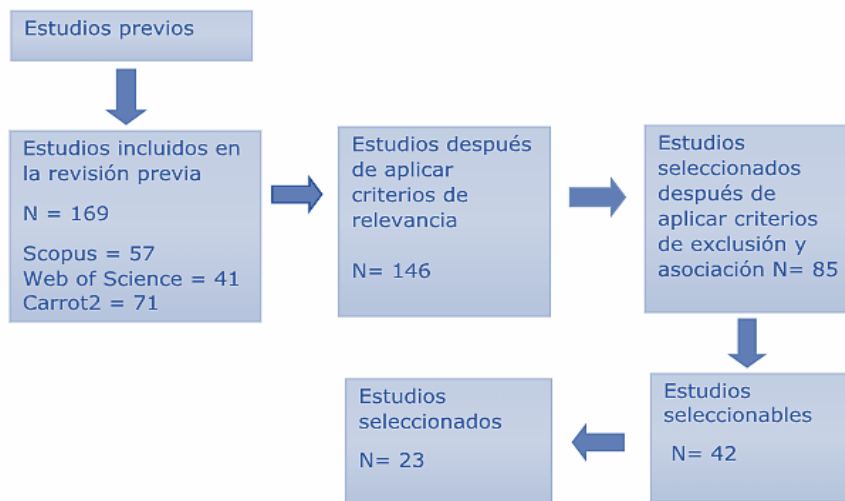 Estudios previos
Estudios incluidos en
la revisión previa
N = 169
Scopus = 57
Web of Science = 41
Carrot2 = 71
Estudios después
de aplicar
criterios de
relevancia
N= 146
Estudios
seleccionados
después de
aplicar criterios
de exclusión y
asociación N= 85
Estudios
seleccionables
N= 42
Estudios
seleccionados
N= 23